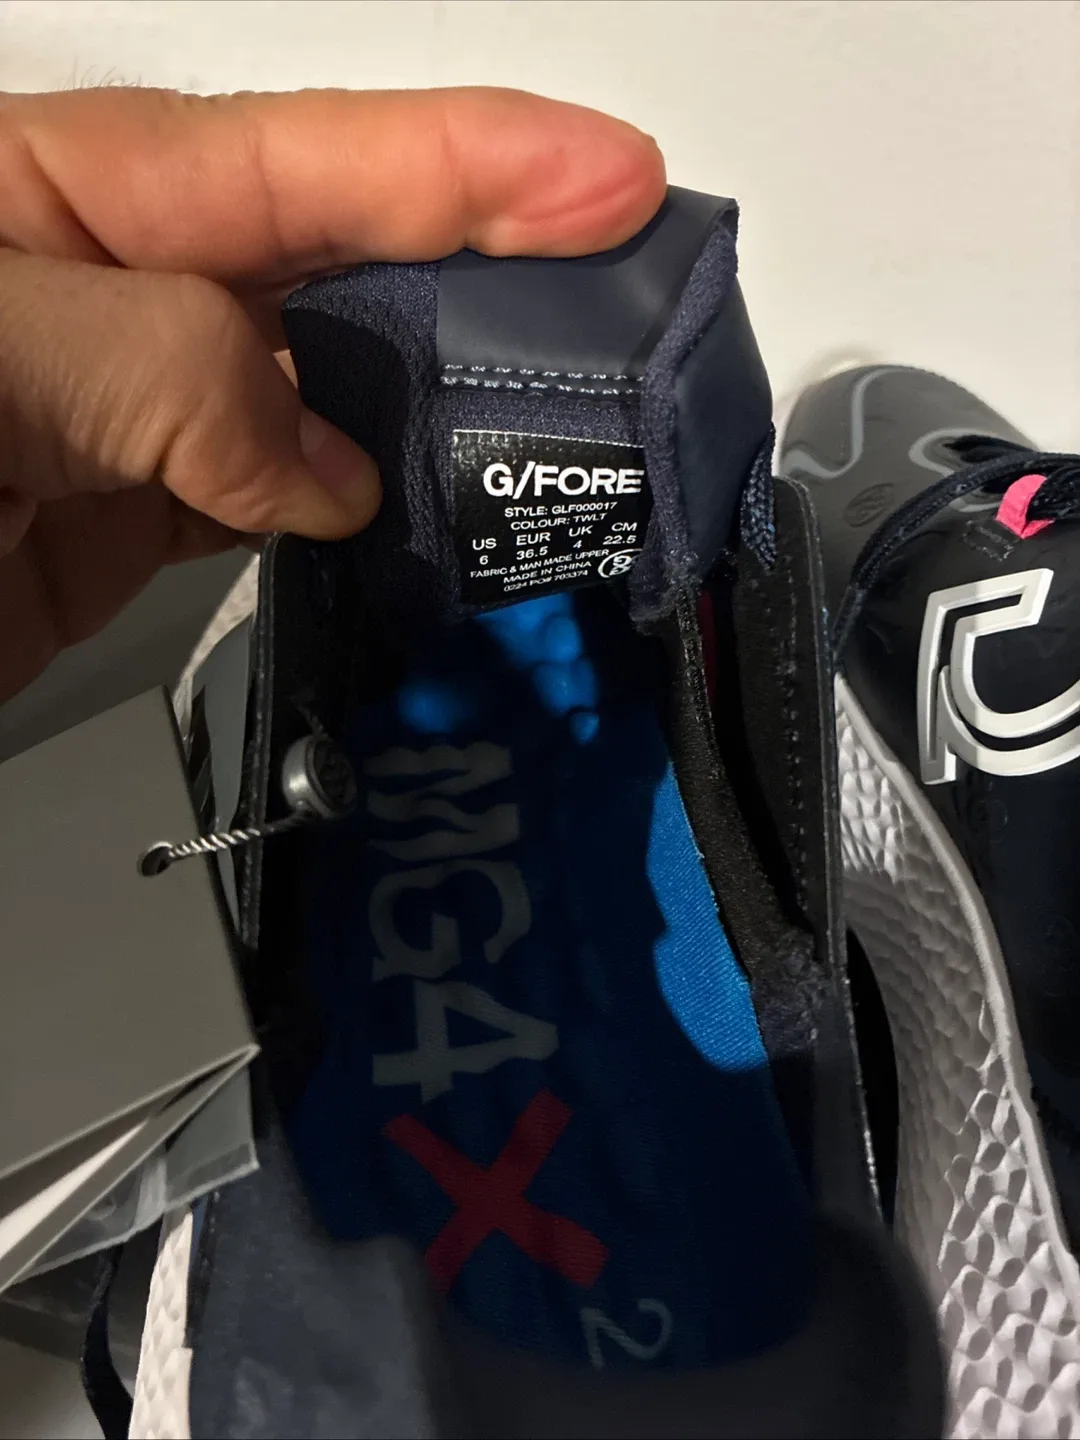 G/FORE
STYLE: GLF000017
COLOUR: TWLT
US EUR UK CM
6 36.5 4 22.5
FABRIC & MAN MADE UPPER
MADE IN CHINA
0224 PO# 703374
MG4
X
2